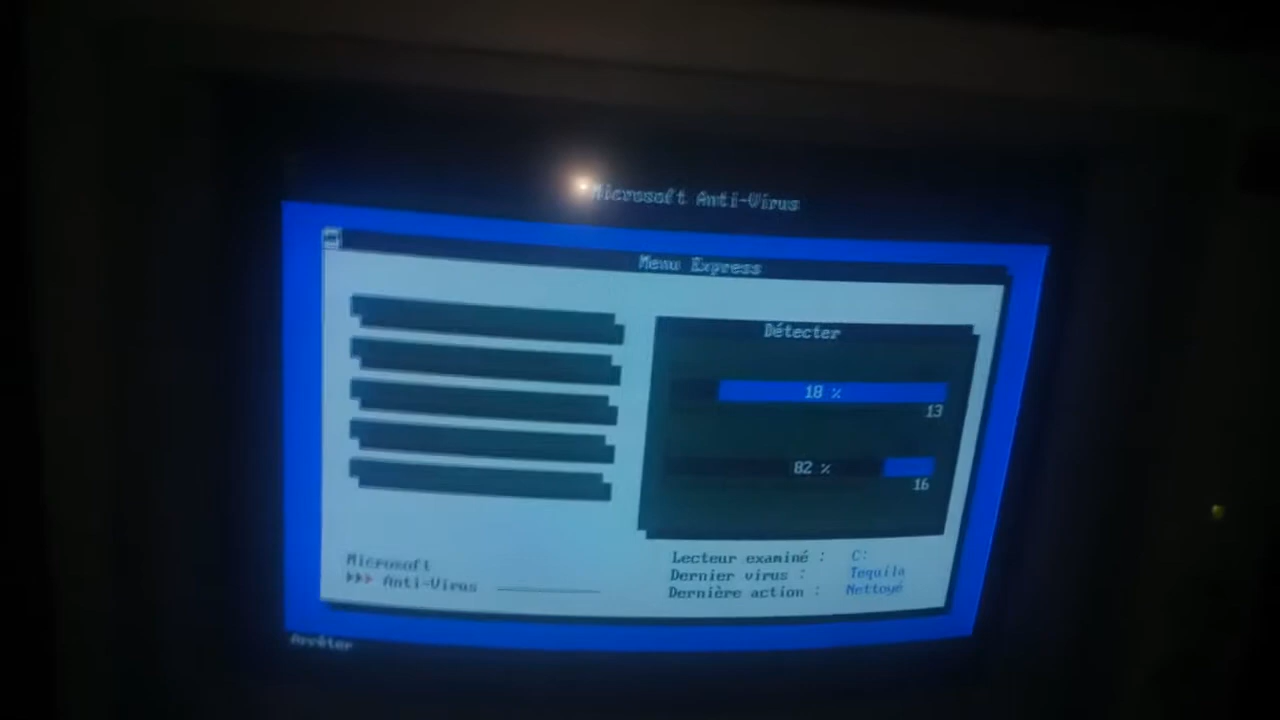 Microsoft Anti-Virus
Menu Express
Détecter
18 %
13
82 %
16
Microsoft
Anti-Virus
Lecteur examiné : C:
Dernier virus : Tequila
Dernière action : Nettoyé
Arrêter